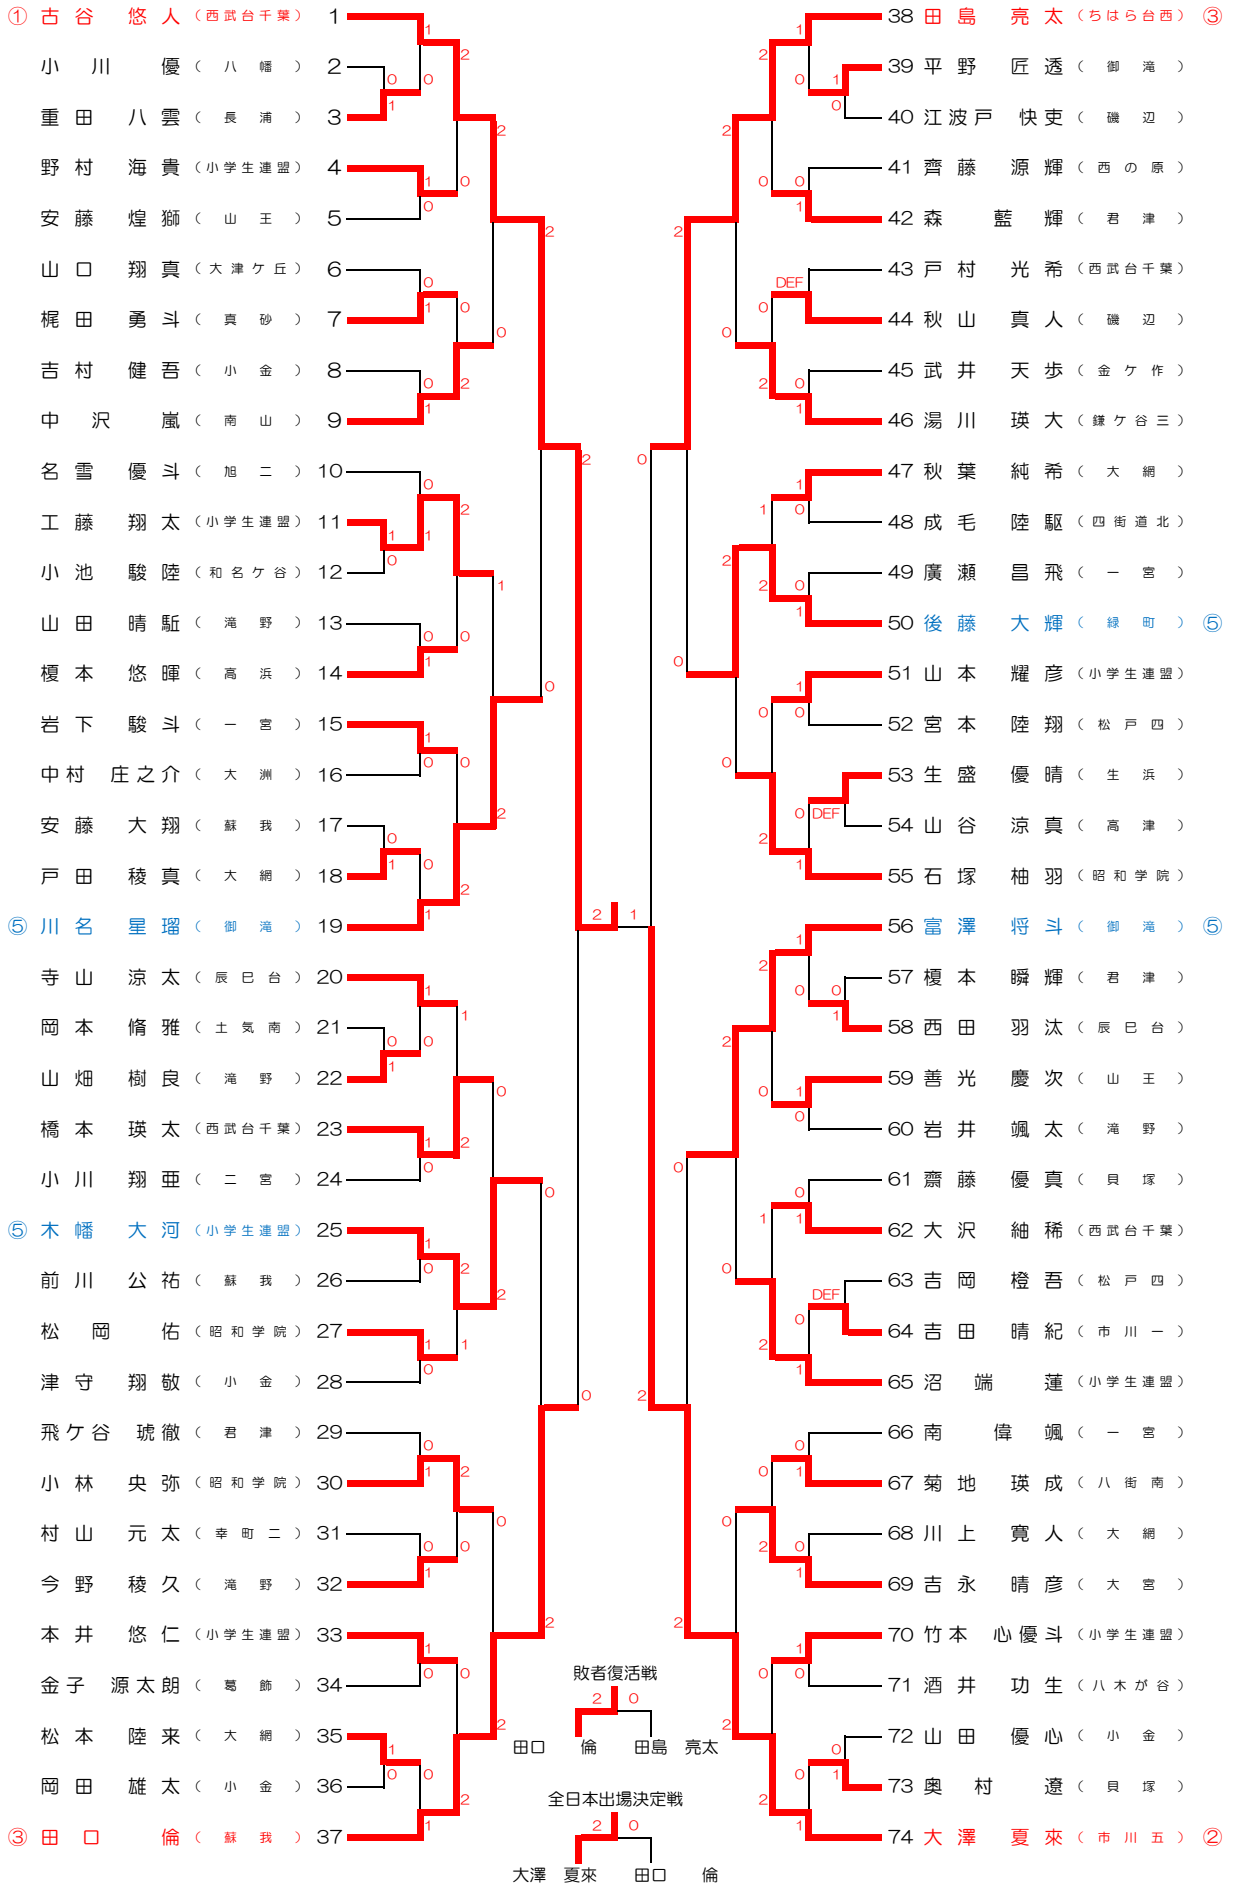 ① 古谷 悠人 (西武台千葉) 1
小川 優 (八幡) 2
重田 八雲 (長浦) 3
野村 海貴 (小学生連盟) 4
安藤 煌獅 (山王) 5
山口 翔真 (大津ケ丘) 6
梶田 勇斗 (真砂) 7
吉村 健吾 (小金) 8
中沢 嵐 (南山) 9
名雪 優斗 (旭二) 10
工藤 翔太 (小学生連盟) 11
小池 駿陸 (和名ケ谷) 12
山田 晴駈 (滝野) 13
榎本 悠暉 (高浜) 14
岩下 駿斗 (一宮) 15
中村 庄之介 (大洲) 16
安藤 大翔 (蘇我) 17
戸田 稜真 (大網) 18
⑤ 川名 星瑠 (御滝) 19
寺山 涼太 (辰巳台) 20
岡本 脩雅 (土気南) 21
山畑 樹良 (滝野) 22
橋本 瑛太 (西武台千葉) 23
小川 翔亜 (二宮) 24
⑤ 木幡 大河 (小学生連盟) 25
前川 公祐 (蘇我) 26
松岡 佑 (昭和学院) 27
津守 翔敬 (小金) 28
飛ケ谷 琥徹 (君津) 29
小林 央弥 (昭和学院) 30
村山 元太 (幸町二) 31
今野 稜久 (滝野) 32
本井 悠仁 (小学生連盟) 33
金子 源太朗 (葛飾) 34
松本 陸来 (大網) 35
岡田 雄太 (小金) 36
③ 田口 倫 (蘇我) 37
38 田島 亮太 (ちはら台西) ③
39 平野 匠透 (御滝)
40 江波戸 快吏 (磯辺)
41 齊藤 源輝 (西の原)
42 森 藍輝 (君津)
43 戸村 光希 (西武台千葉)
44 秋山 真人 (磯辺)
45 武井 天歩 (金ケ作)
46 湯川 瑛大 (鎌ケ谷三)
47 秋葉 純希 (大網)
48 成毛 陸駆 (四街道北)
49 廣瀬 昌飛 (一宮)
50 後藤 大輝 (緑町) ⑤
51 山本 耀彦 (小学生連盟)
52 宮本 陸翔 (松戸四)
53 生盛 優晴 (生浜)
54 山谷 涼真 (高津)
55 石塚 柚羽 (昭和学院)
56 富澤 将斗 (御滝) ⑤
57 榎本 瞬輝 (君津)
58 西田 羽汰 (辰巳台)
59 善光 慶次 (山王)
60 岩井 颯太 (滝野)
61 齋藤 優真 (貝塚)
62 大沢 紬稀 (西武台千葉)
63 吉岡 橙吾 (松戸四)
64 吉田 晴紀 (市川一)
65 沼端 蓮 (小学生連盟)
66 南 偉颯 (一宮)
67 菊地 瑛成 (八街南)
68 川上 寛人 (大網)
69 吉永 晴彦 (大宮)
70 竹本 心優斗 (小学生連盟)
71 酒井 功生 (八木が谷)
72 山田 優心 (小金)
73 奥村 遼 (貝塚)
74 大澤 夏來 (市川五) ②
DEF
DEF
DEF
2 1
敗者復活戦
2 0
田口 倫 田島 亮太
全日本出場決定戦
2 0
大澤 夏來 田口 倫